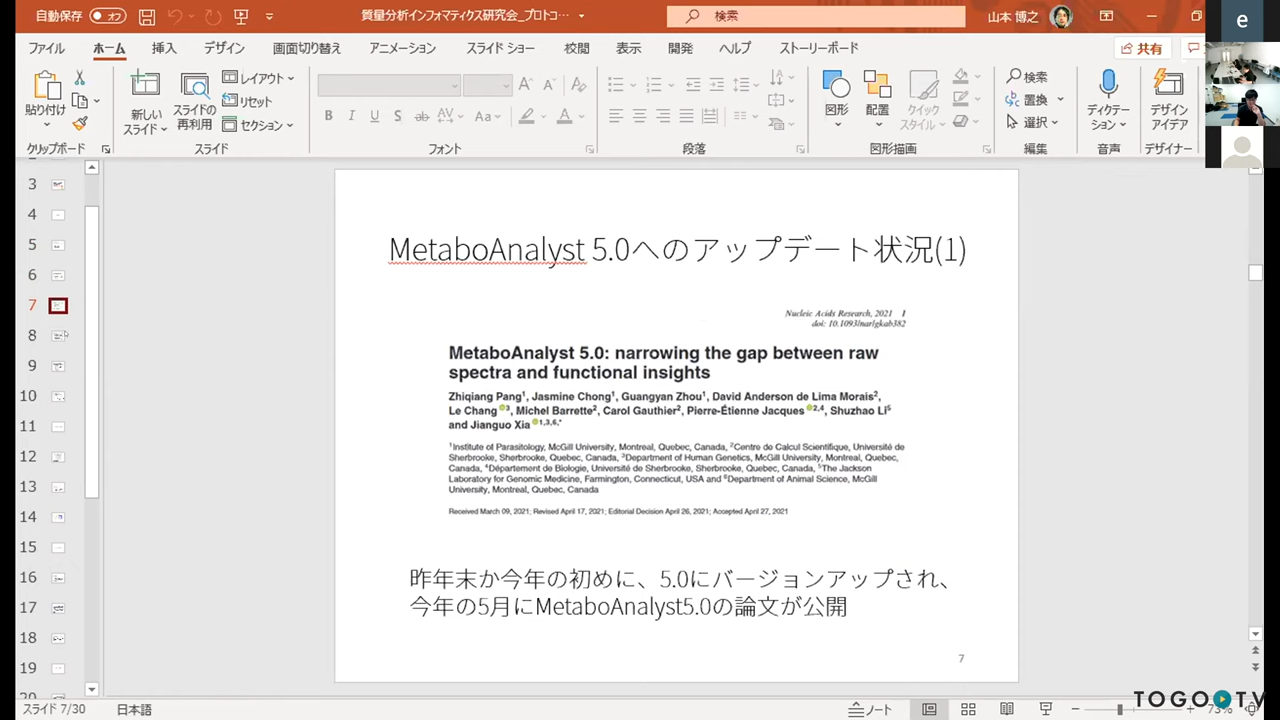 自動保存 オフ
質量分析インフォマティクス研究会_プロトコ…
検索
山本 博之
e
ファイル ホーム 挿入 デザイン 画面切り替え アニメーション スライド ショー 校閲 表示 開発 ヘルプ ストーリーボード
共有
貼り付け
新しい
スライド
スライドの
再利用
レイアウト
リセット
セクション
B I U S ab AV Aa A
図形
配置
クイック
スタイル
検索
置換
選択
ディクテー
ション
デザイン
アイデア
クリップボード スライド フォント 段落 図形描画 編集 音声 デザイナー
3
4
5
6
7
8
9
10
11
12
13
14
15
16
17
18
19
20
MetaboAnalyst 5.0へのアップデート状況(1)
Nucleic Acids Research, 2021 1
doi: 10.1093/nar/gkab382
MetaboAnalyst 5.0: narrowing the gap between raw
spectra and functional insights
Zhiqiang Pang1, Jasmine Chong1, Guangyan Zhou1, David Anderson de Lima Morais2,
Le Chang3, Michel Barrette2, Carol Gauthier2, Pierre-Étienne Jacques2,4, Shuzhao Li5
and Jianguo Xia1,3,6,*
1Institute of Parasitology, McGill University, Montreal, Quebec, Canada, 2Centre de Calcul Scientifique, Université de
Sherbrooke, Sherbrooke, Quebec, Canada, 3Department of Human Genetics, McGill University, Montreal, Quebec,
Canada, 4Département de Biologie, Université de Sherbrooke, Sherbrooke, Quebec, Canada, 5The Jackson
Laboratory for Genomic Medicine, Farmington, Connecticut, USA and 6Department of Animal Science, McGill
University, Montreal, Quebec, Canada
Received March 09, 2021; Revised April 17, 2021; Editorial Decision April 26, 2021; Accepted April 27, 2021
昨年末か今年の初めに、5.0にバージョンアップされ、
今年の5月にMetaboAnalyst5.0の論文が公開
7
スライド 7/30 日本語
ノート
73%
TOGO TV